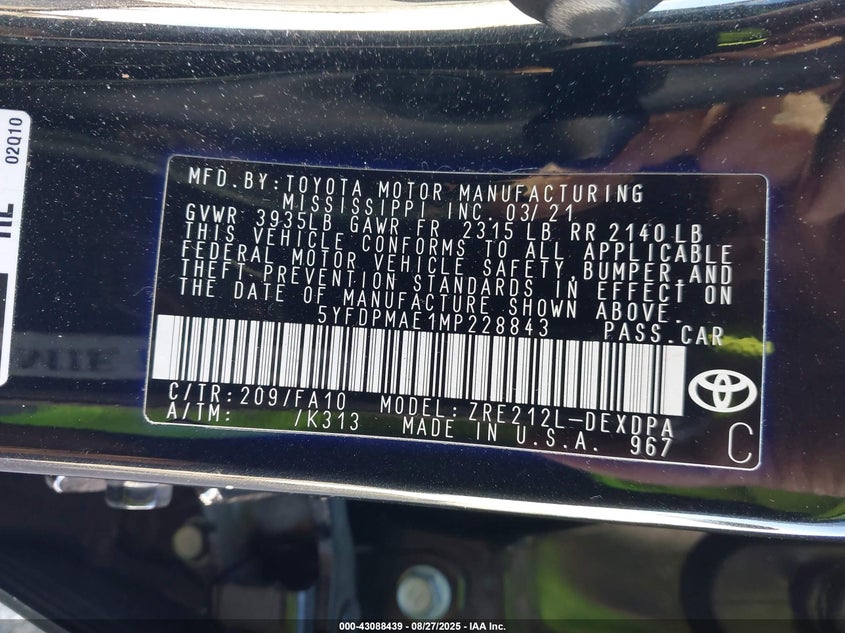 02Q10
MFD.BY:TOYOTA MOTOR MANUFACTURING
MISSISSIPPI INC. 03/21
GVWR 3935LB GAWR FR 2315LB RR 2140LB
THIS VEHICLE CONFORMS TO ALL APPLICABLE
FEDERAL MOTOR VEHICLE SAFETY,BUMPER,AND
THEFT PREVENTION STANDARDS IN EFFECT ON
THE DATE OF MANUFACTURE SHOWN ABOVE.
5YFDPMAE1MP228843 PASS.CAR
C/TR:209/FA10 MODEL:ZRE212L-DEXDPA
A/TM: /K313 MADE IN U.S.A. 967
C
000-43088439 - 08/27/2025 - IAA Inc.